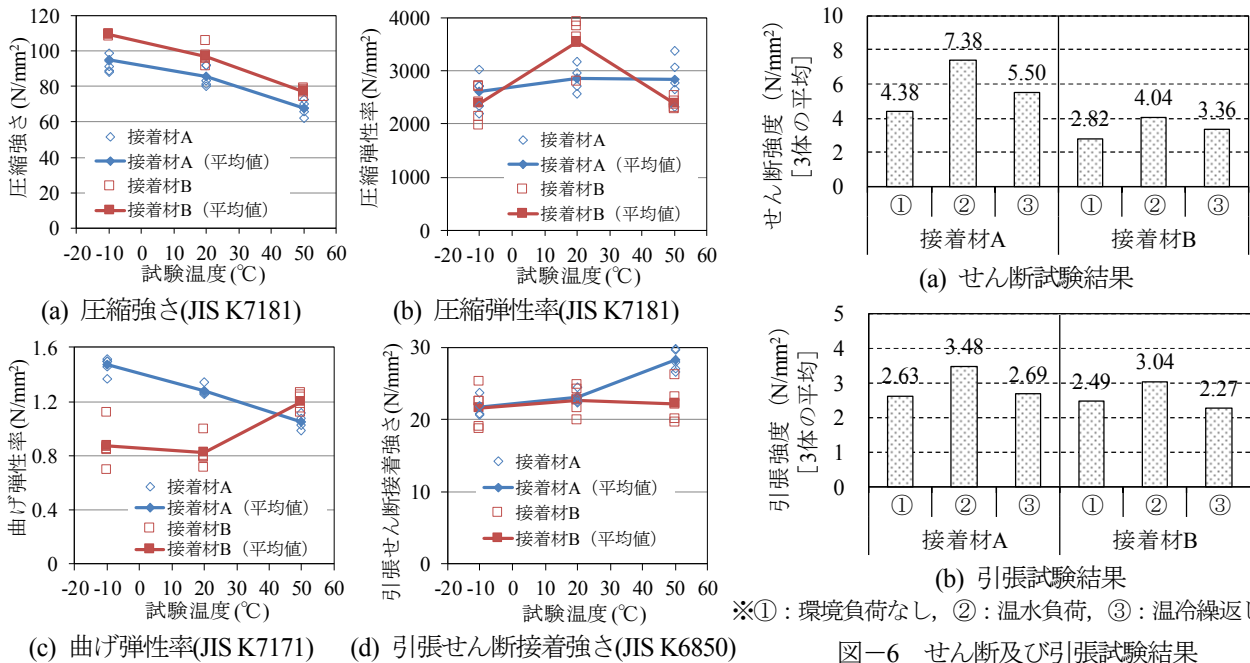 圧縮強さ (N/mm²)
120
100
80
60
40
20
0
接着材A
接着材A（平均値）
接着材B
接着材B（平均値）
-20 -10 0 10 20 30 40 50 60
試験温度(℃)
(a) 圧縮強さ(JIS K7181)
圧縮弾性率(N/mm²)
4000
3000
2000
1000
0
接着材A
接着材A（平均値）
接着材B
接着材B（平均値）
-20 -10 0 10 20 30 40 50 60
試験温度(℃)
(b) 圧縮弾性率(JIS K7181)
曲げ弾性率(N/mm²)
1.6
1.2
0.8
0.4
0
接着材A
接着材A（平均値）
接着材B
接着材B（平均値）
-20 -10 0 10 20 30 40 50 60
試験温度(℃)
(c) 曲げ弾性率(JIS K7171)
引張せん断接着強さ(N/mm²)
30
20
10
0
接着材A
接着材A（平均値）
接着材B
接着材B（平均値）
-20 -10 0 10 20 30 40 50 60
試験温度(℃)
(d) 引張せん断接着強さ(JIS K6850)
せん断強度（N/mm²）
［3体の平均］
10
8
6
4
2
0
4.38 7.38 5.50 2.82 4.04 3.36
① ② ③ ① ② ③
接着材A 接着材B
(a) せん断試験結果
引張強度（N/mm²）
［3体の平均］
5
4
3
2
1
0
2.63 3.48 2.69 2.49 3.04 2.27
① ② ③ ① ② ③
接着材A 接着材B
(b) 引張試験結果
※①：環境負荷なし，②：温水負荷，③：温冷繰返し
図－6 せん断及び引張試験結果